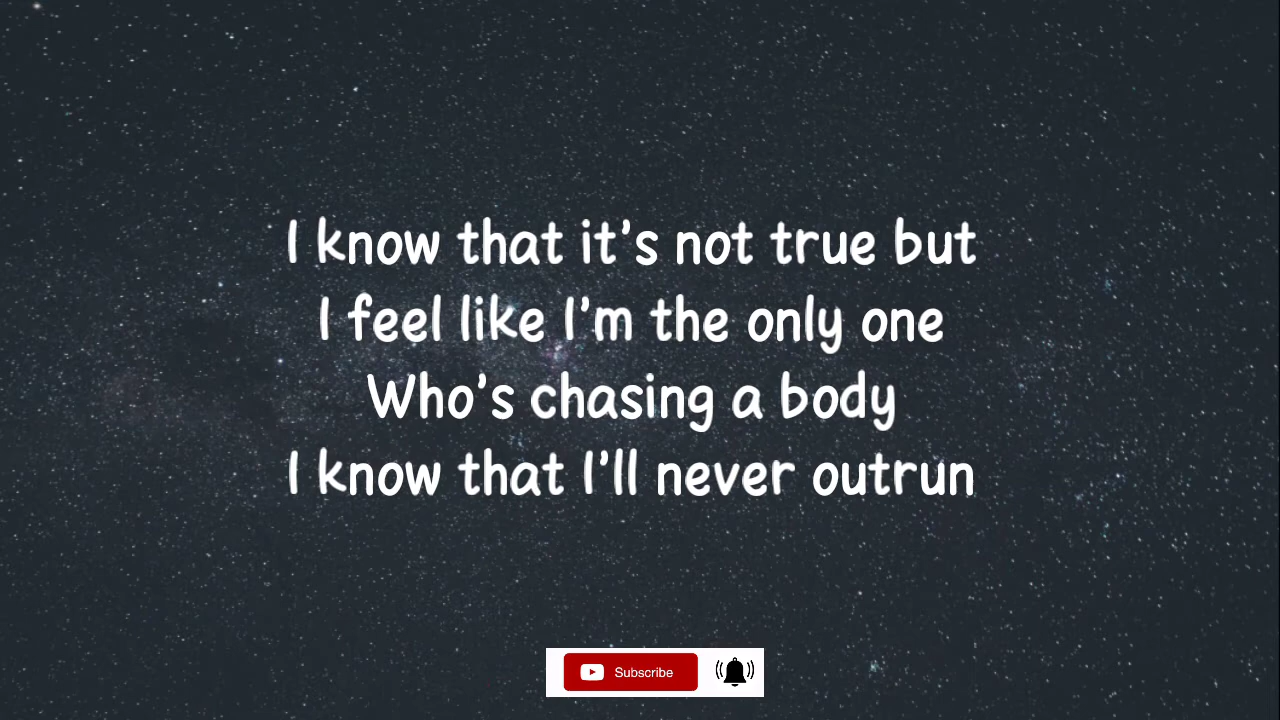 I know that it's not true but
I feel like I'm the only one
Who's chasing a body
I know that I'll never outrun
Subscribe